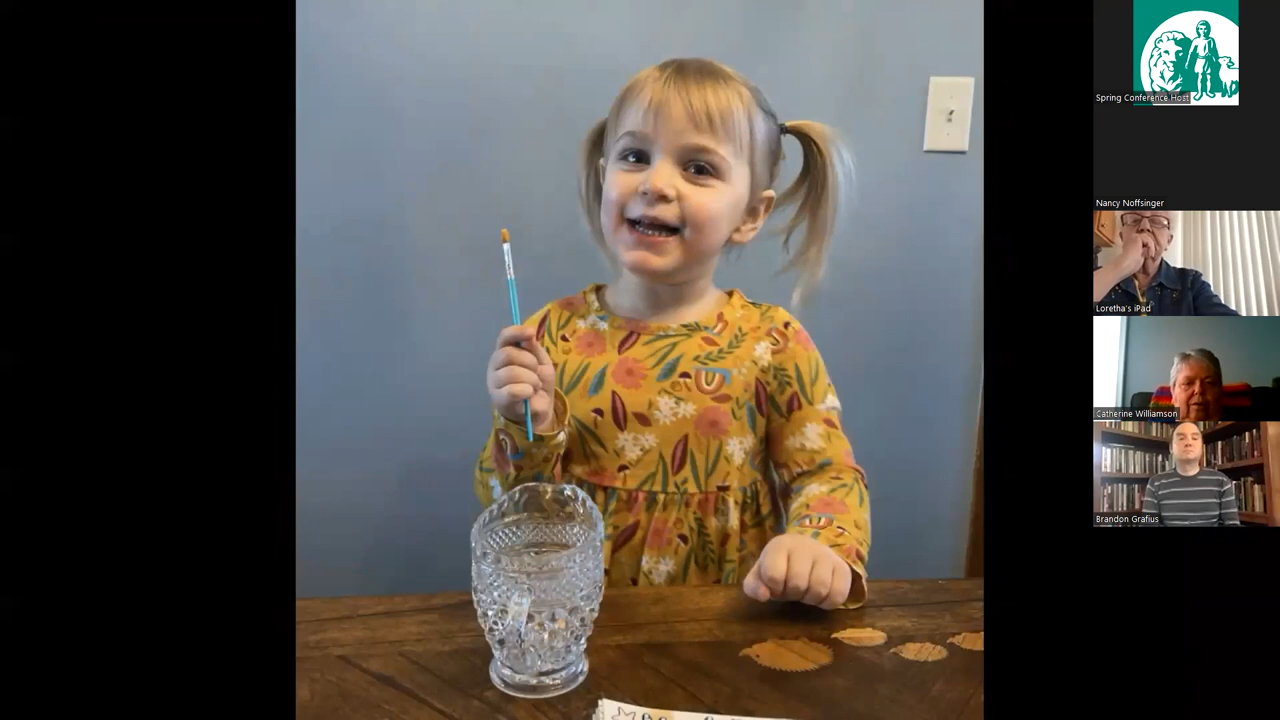 Spring Conference Host
Nancy Noffsinger
Loretha's iPad
Catherine Williamson
Brandon Grafius